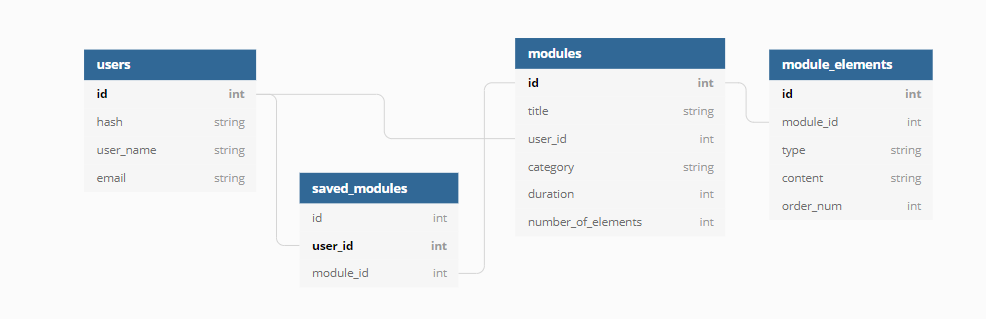 users
id int
hash string
user_name string
email string
saved_modules
id int
user_id int
module_id int
modules
id int
title string
user_id int
category string
duration int
number_of_elements int
module_elements
id int
module_id int
type string
content string
order_num int